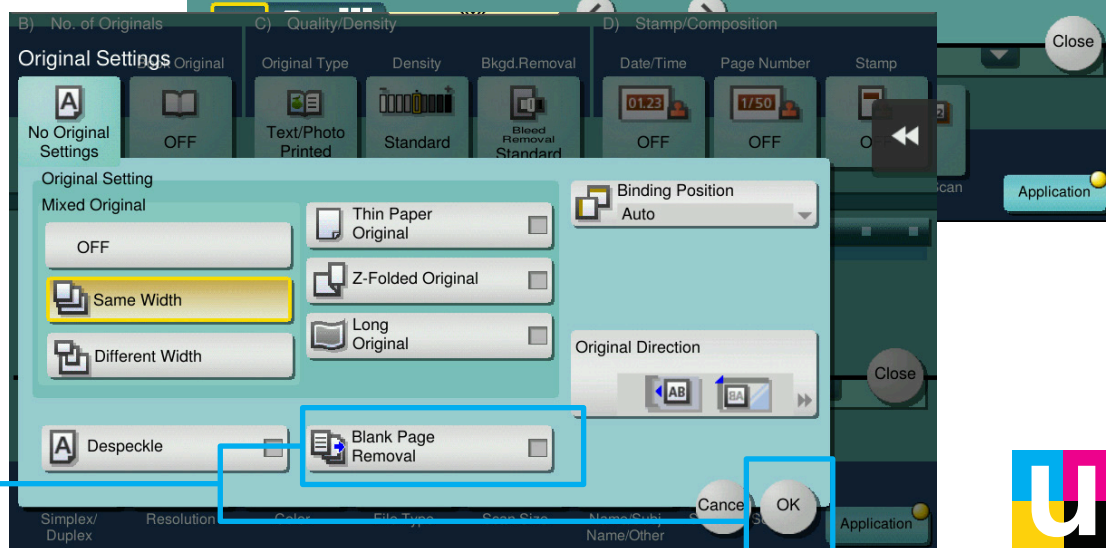 B) No. of Originals
C) Quality/Density
D) Stamp/Composition
Close
Original Settings
Original
Original Type
Density
Bkgd.Removal
Date/Time
Page Number
Stamp
01.23
1/50
No Original
Settings
OFF
Text/Photo
Printed
Standard
Bleed
Removal
Standard
OFF
OFF
Application
Original Setting
Mixed Original
OFF
Same Width
Different Width
Thin Paper
Original
Z-Folded Original
Long
Original
Binding Position
Auto
Original Direction
AB
Close
Despeckle
Blank Page
Removal
Cancel
OK
Simplex/
Duplex
Resolution
Color
File Type
Scan Size
Name/Subj
Name/Other
Application
u